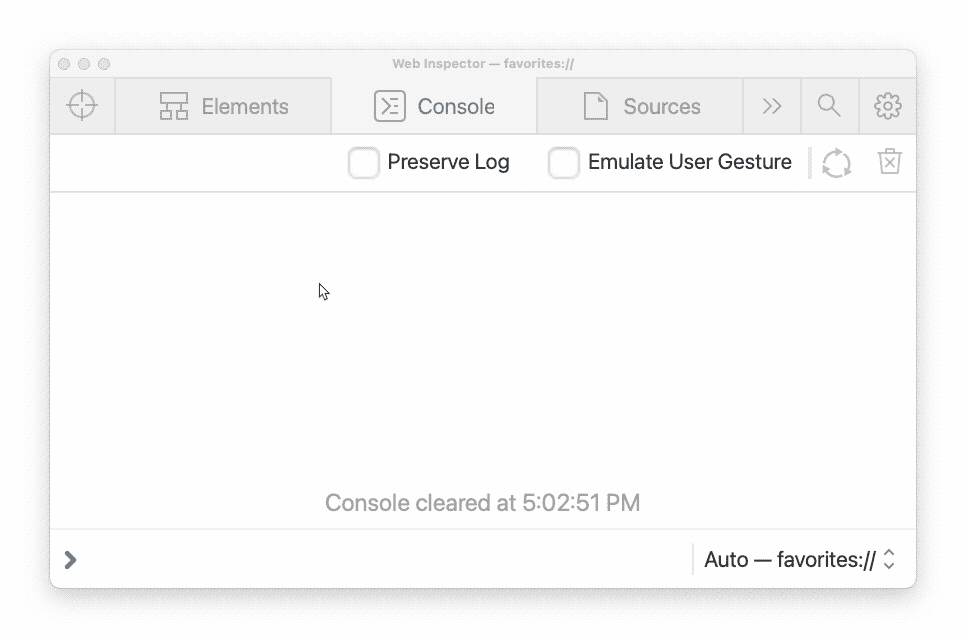 Web Inspector — favorites://
Elements
Console
Sources
Preserve Log
Emulate User Gesture
Console cleared at 5:02:51 PM
Auto — favorites://